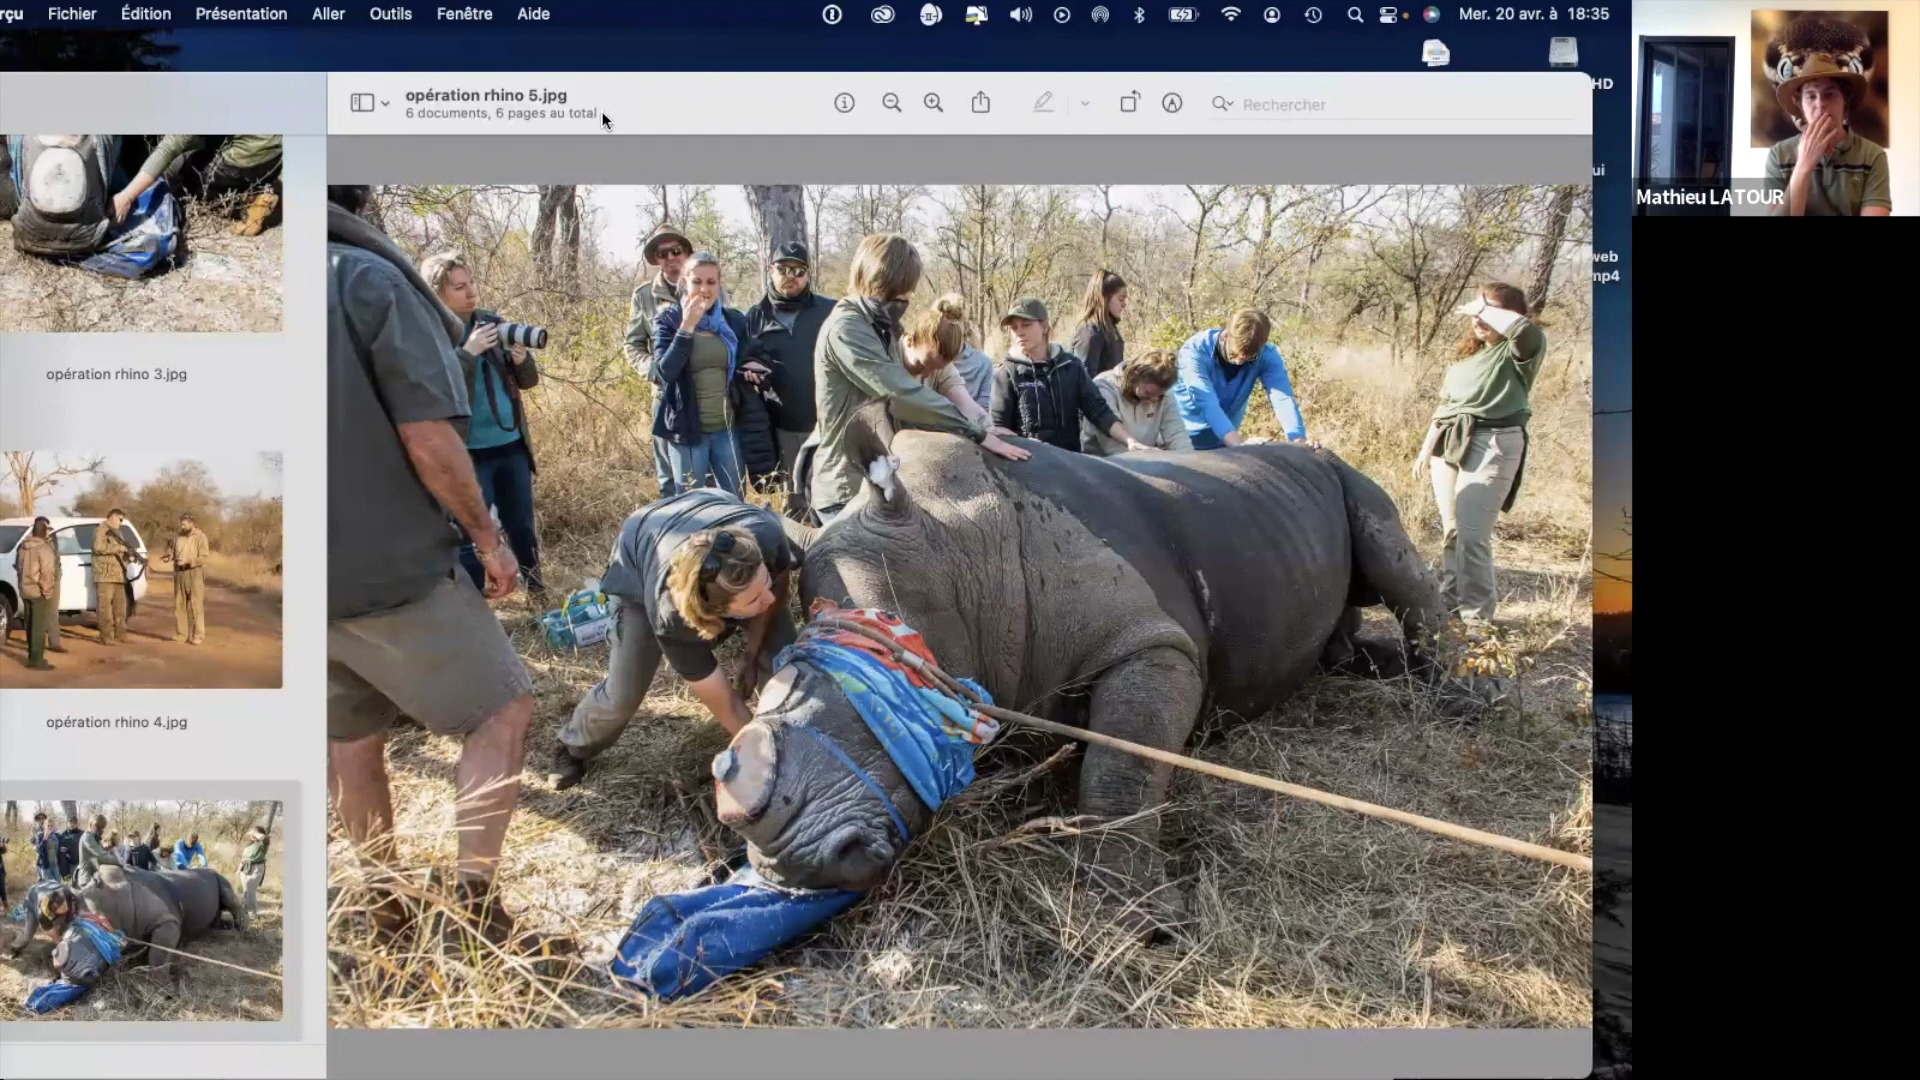 rçu Fichier Édition Présentation Aller Outils Fenêtre Aide Mer. 20 avr. à 18:35
opération rhino 5.jpg
6 documents, 6 pages au total
Rechercher
HD
ui
web
mp4
Mathieu LATOUR
opération rhino 3.jpg
opération rhino 4.jpg